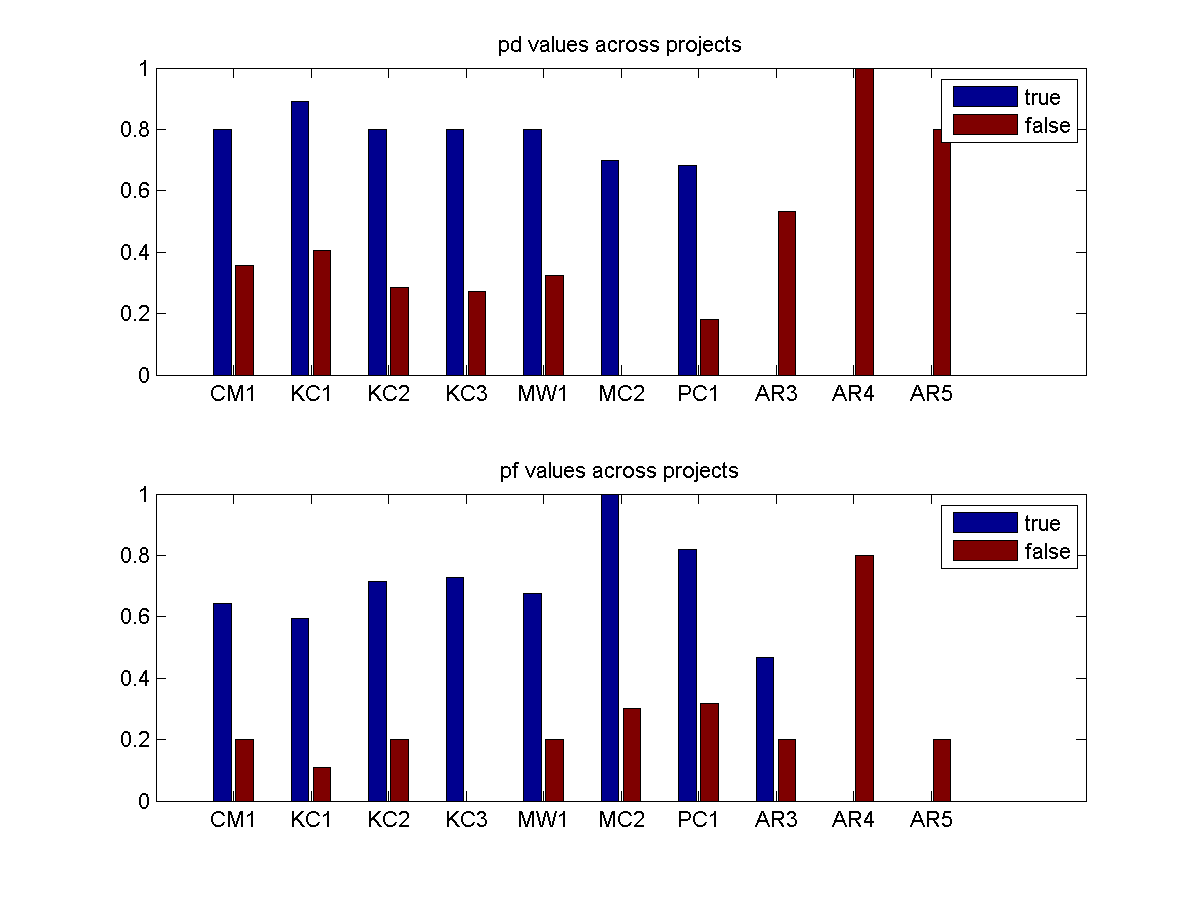 pd values across projects
1
0.8
0.6
0.4
0.2
0
true
false
CM1 KC1 KC2 KC3 MW1 MC2 PC1 AR3 AR4 AR5
pf values across projects
1
0.8
0.6
0.4
0.2
0
true
false
CM1 KC1 KC2 KC3 MW1 MC2 PC1 AR3 AR4 AR5